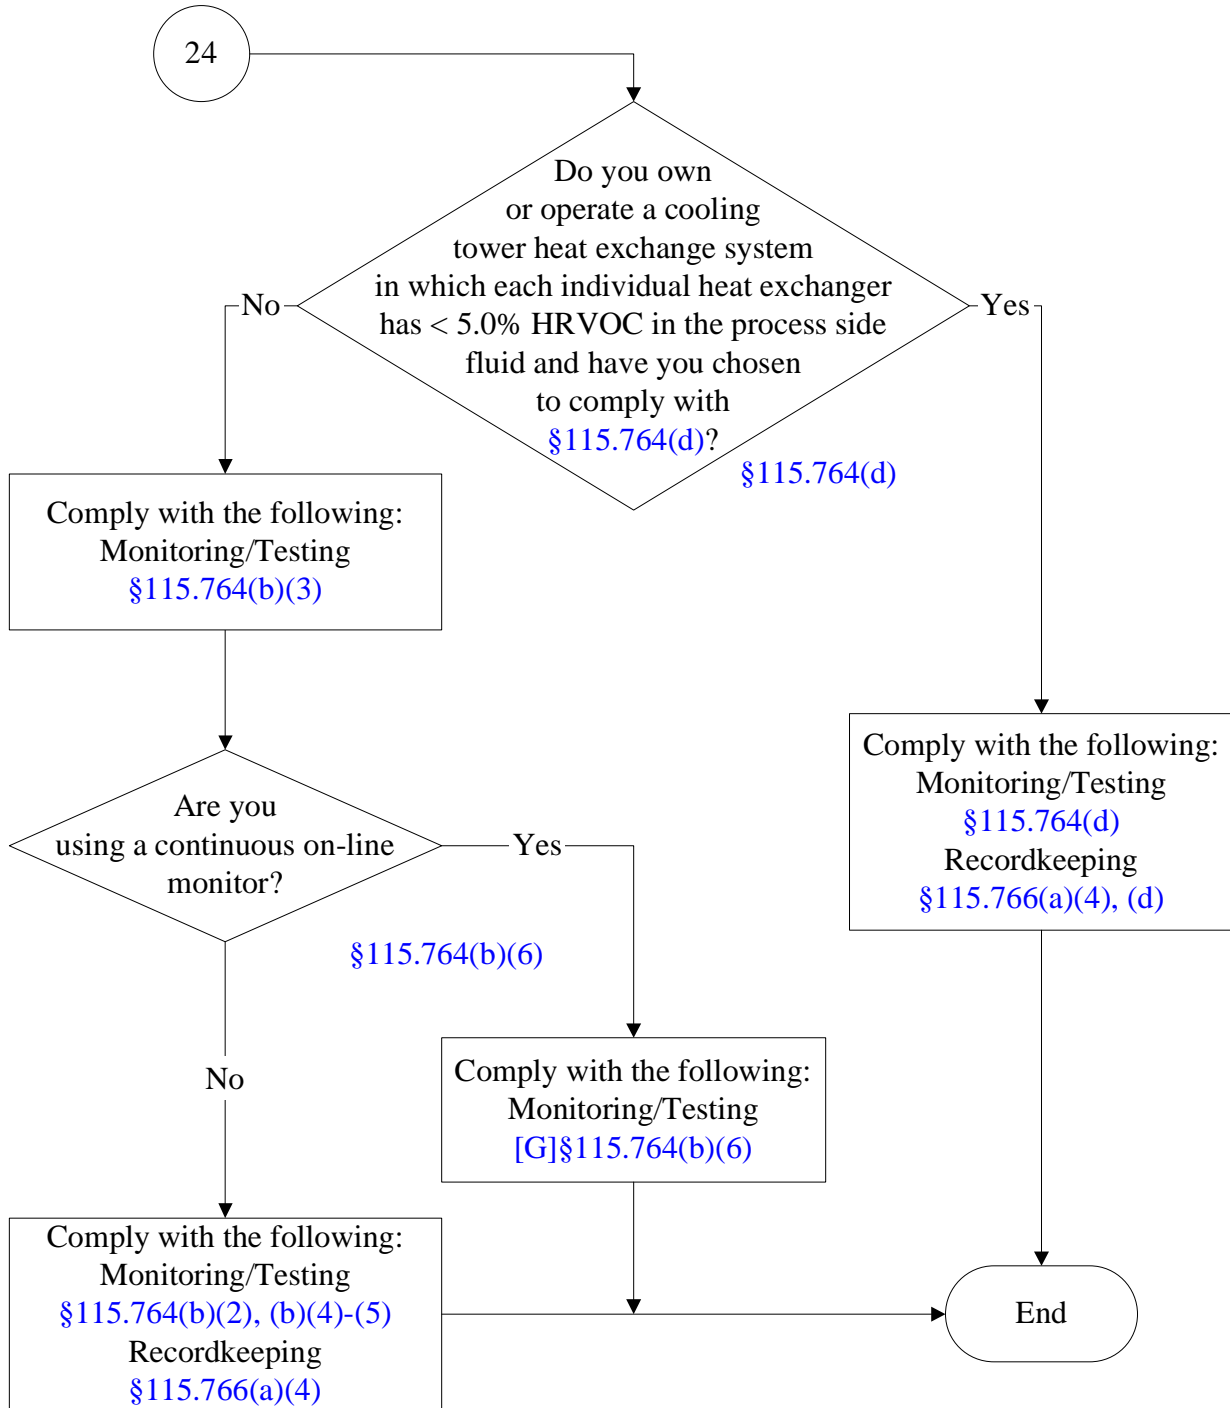 24
Do you own
or operate a cooling
tower heat exchange system
in which each individual heat exchanger
has < 5.0% HRVOC in the process side
fluid and have you chosen
to comply with
§115.764(d)?
§115.764(d)
No
Yes
Comply with the following:
Monitoring/Testing
§115.764(b)(3)
Are you
using a continuous on-line
monitor?
Yes
§115.764(b)(6)
No
Comply with the following:
Monitoring/Testing
§115.764(d)
Recordkeeping
§115.766(a)(4), (d)
Comply with the following:
Monitoring/Testing
[G]§115.764(b)(6)
Comply with the following:
Monitoring/Testing
§115.764(b)(2), (b)(4)-(5)
Recordkeeping
§115.766(a)(4)
End